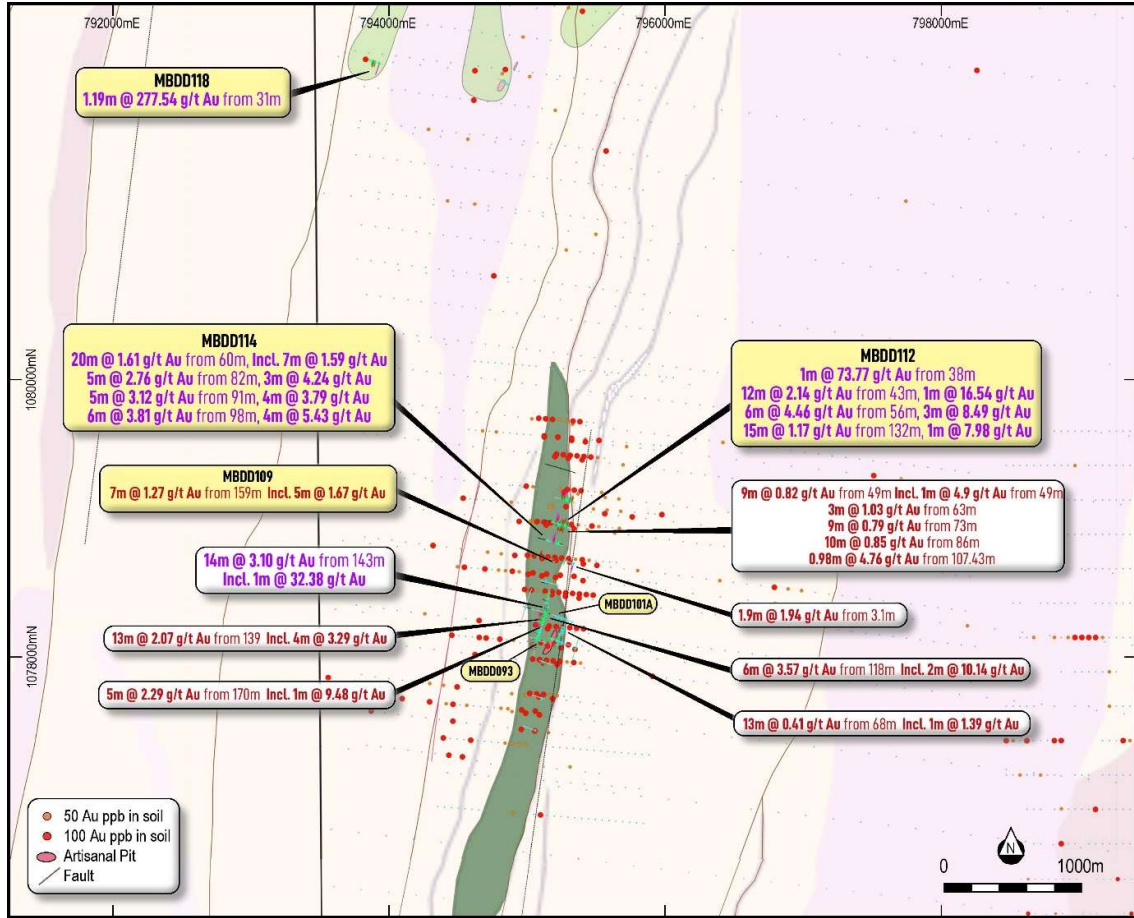 792000mE
794000mE
796000mE
798000mE
MBDD118
1.19m @ 277.54 g/t Au from 31m
1080000mN
MBDD114
20m @ 1.61 g/t Au from 60m, Incl. 7m @ 1.59 g/t Au
5m @ 2.76 g/t Au from 82m, 3m @ 4.24 g/t Au
5m @ 3.12 g/t Au from 91m, 4m @ 3.79 g/t Au
6m @ 3.81 g/t Au from 98m, 4m @ 5.43 g/t Au
MBDD112
1m @ 73.77 g/t Au from 38m
12m @ 2.14 g/t Au from 43m, 1m @ 16.54 g/t Au
6m @ 4.46 g/t Au from 56m, 3m @ 8.49 g/t Au
15m @ 1.17 g/t Au from 132m, 1m @ 7.98 g/t Au
MBDD109
7m @ 1.27 g/t Au from 159m Incl. 5m @ 1.67 g/t Au
9m @ 0.82 g/t Au from 49m Incl. 1m @ 4.9 g/t Au from 49m
3m @ 1.03 g/t Au from 63m
9m @ 0.79 g/t Au from 73m
10m @ 0.85 g/t Au from 86m
0.98m @ 4.76 g/t Au from 107.43m
14m @ 3.10 g/t Au from 143m
Incl. 1m @ 32.38 g/t Au
MBDD101A
1.9m @ 1.94 g/t Au from 3.1m
13m @ 2.07 g/t Au from 139 Incl. 4m @ 3.29 g/t Au
1078000mN
MBDD093
6m @ 3.57 g/t Au from 118m Incl. 2m @ 10.14 g/t Au
5m @ 2.29 g/t Au from 170m Incl. 1m @ 9.48 g/t Au
13m @ 0.41 g/t Au from 68m Incl. 1m @ 1.39 g/t Au
50 Au ppb in soil
100 Au ppb in soil
Artisanal Pit
Fault
N
0 1000m